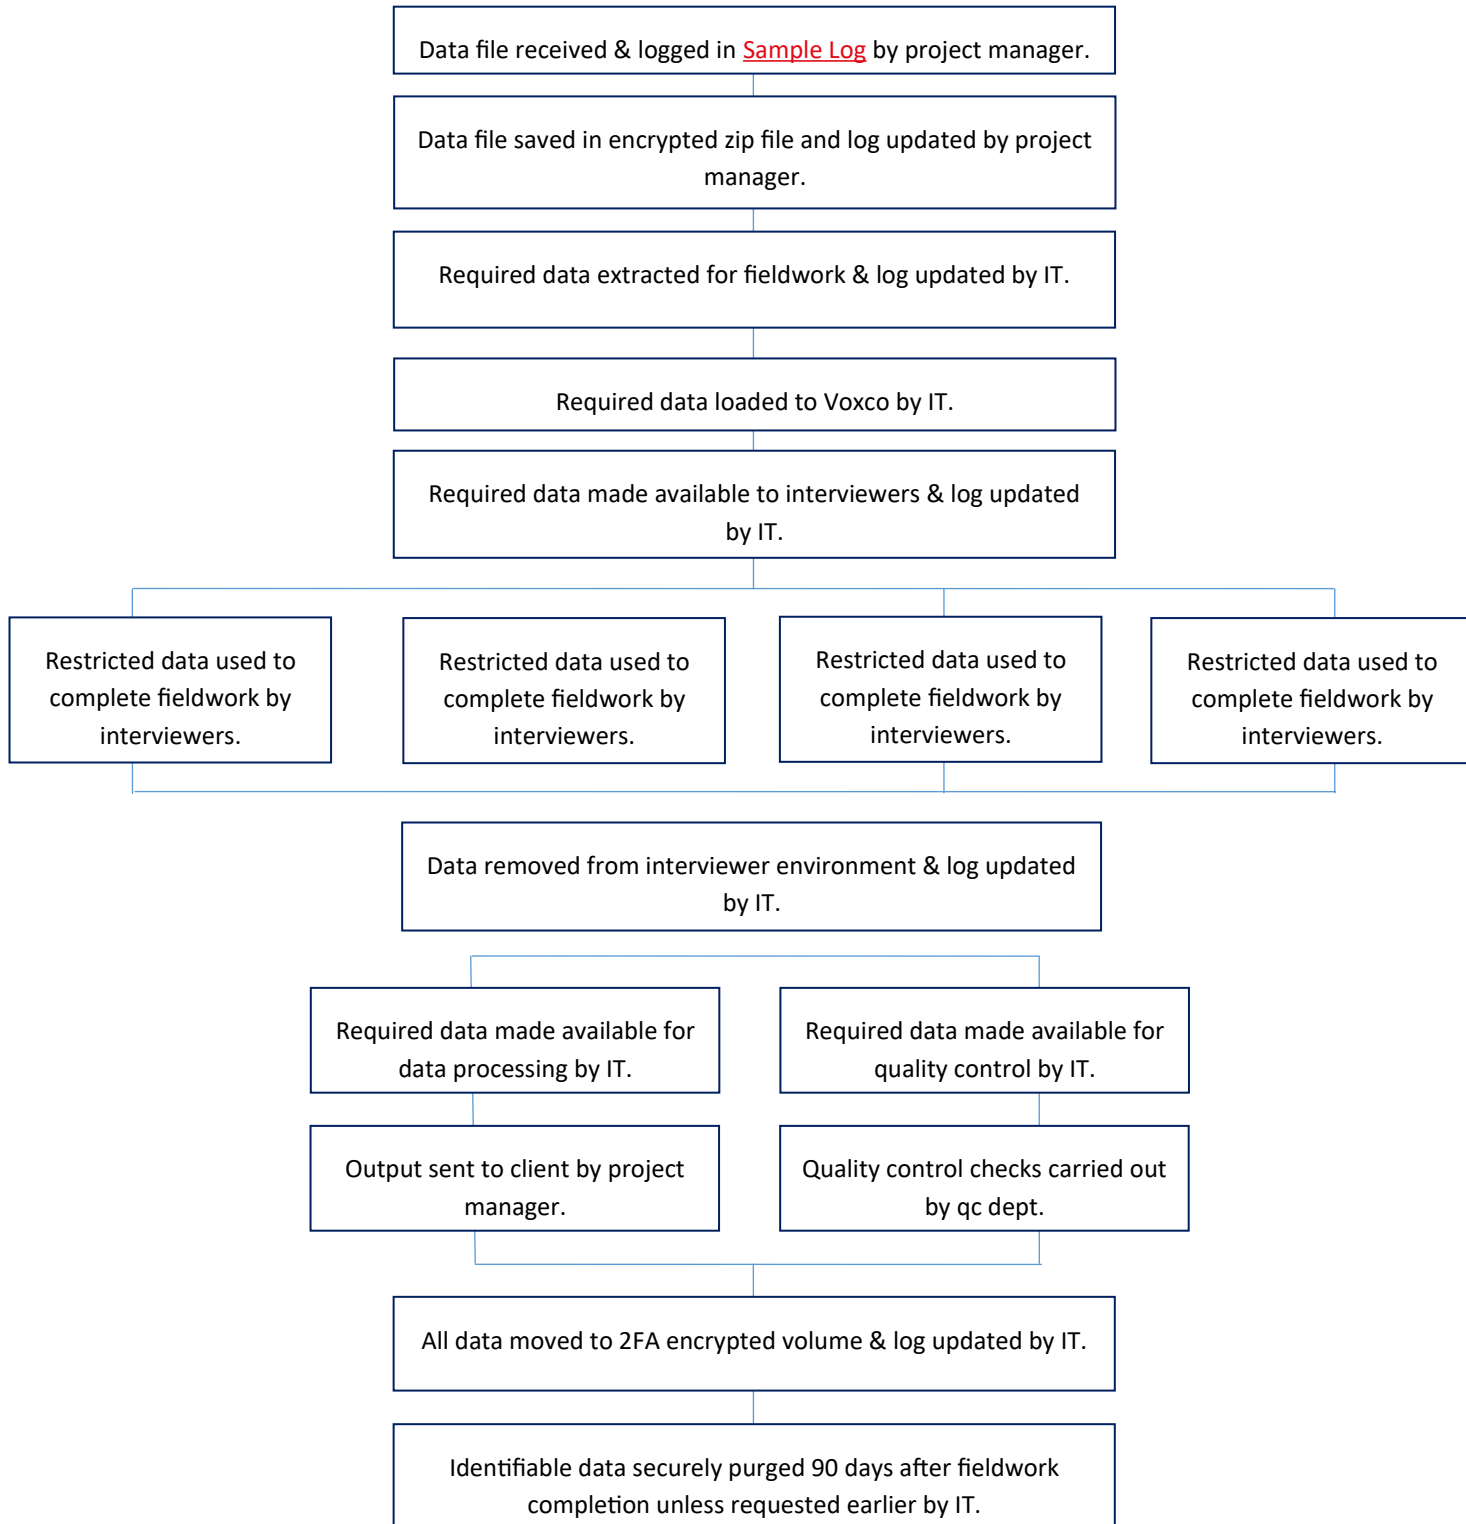 Data file received & logged in Sample Log by project manager.
Data file saved in encrypted zip file and log updated by project
manager.
Required data extracted for fieldwork & log updated by IT.
Required data loaded to Voxco by IT.
Required data made available to interviewers & log updated
by IT.
Restricted data used to
complete fieldwork by
interviewers.
Restricted data used to
complete fieldwork by
interviewers.
Restricted data used to
complete fieldwork by
interviewers.
Restricted data used to
complete fieldwork by
interviewers.
Data removed from interviewer environment & log updated
by IT.
Required data made available for
data processing by IT.
Required data made available for
quality control by IT.
Output sent to client by project
manager.
Quality control checks carried out
by qc dept.
All data moved to 2FA encrypted volume & log updated by IT.
Identifiable data securely purged 90 days after fieldwork
completion unless requested earlier by IT.